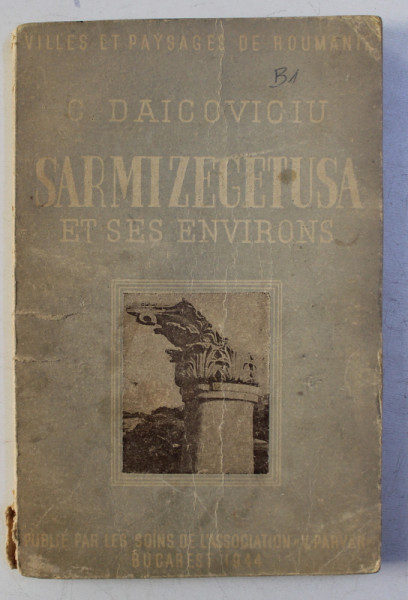 VILLES ET PAYSAGES DE ROUMANIE
B1
C. DAICOVICIU
SARMIZEGETUSA
ET SES ENVIRONS
PUBLIÉ PAR LES SOINS DE L'ASSOCIATION „V. PARVAN"
BUCAREST 1944